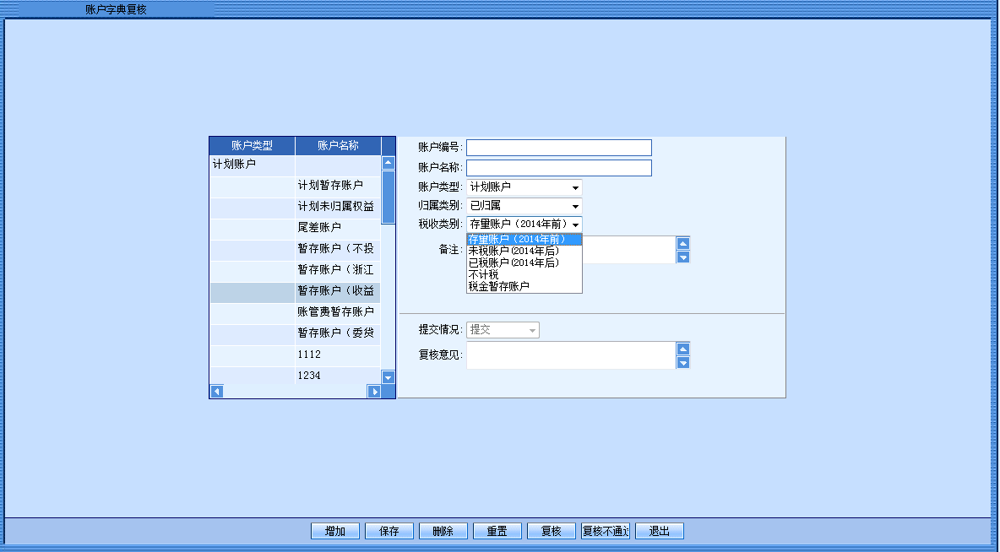 账户字典复核
账户类型 账户名称
计划账户
计划暂存账户
计划未归属权益
尾差账户
暂存账户（不投
暂存账户（浙江
暂存账户（收益
账管费暂存账户
暂存账户（委贷
1112
1234
账户编号:
账户名称:
账户类型: 计划账户
归属类别: 已归属
税收类别: 存量账户（2014年前）
存量账户（2014年前）
未税账户(2014年后)
已税账户(2014年后)
不计税
税金暂存账户
备注:
提交情况: 提交
复核意见:
增加 保存 删除 重置 复核 复核不通过 退出